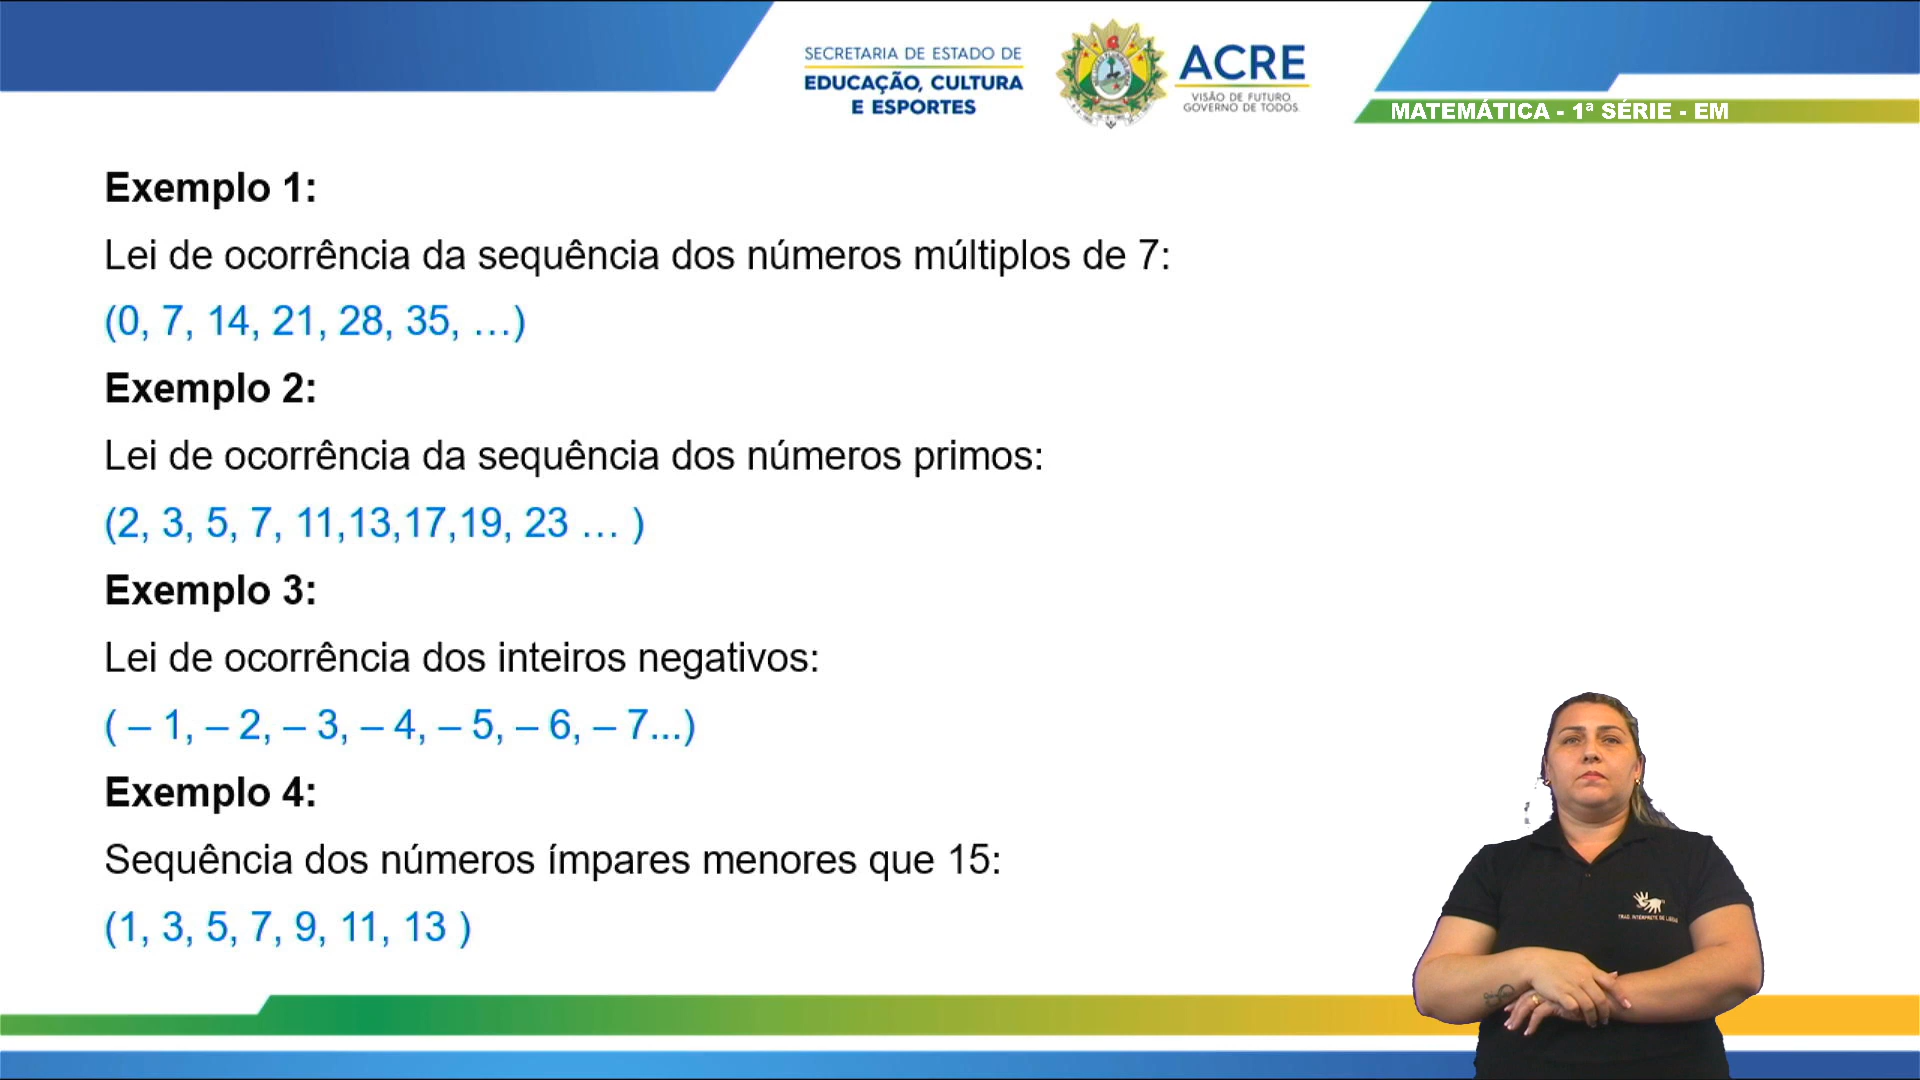 SECRETARIA DE ESTADO DE
EDUCAÇÃO, CULTURA
E ESPORTES
ACRE
VISÃO DE FUTURO
GOVERNO DE TODOS
MATEMÁTICA - 1ª SÉRIE - EM
Exemplo 1:
Lei de ocorrência da sequência dos números múltiplos de 7:
(0, 7, 14, 21, 28, 35, …)
Exemplo 2:
Lei de ocorrência da sequência dos números primos:
(2, 3, 5, 7, 11,13,17,19, 23 … )
Exemplo 3:
Lei de ocorrência dos inteiros negativos:
( – 1, – 2, – 3, – 4, – 5, – 6, – 7...)
Exemplo 4:
Sequência dos números ímpares menores que 15:
(1, 3, 5, 7, 9, 11, 13 )